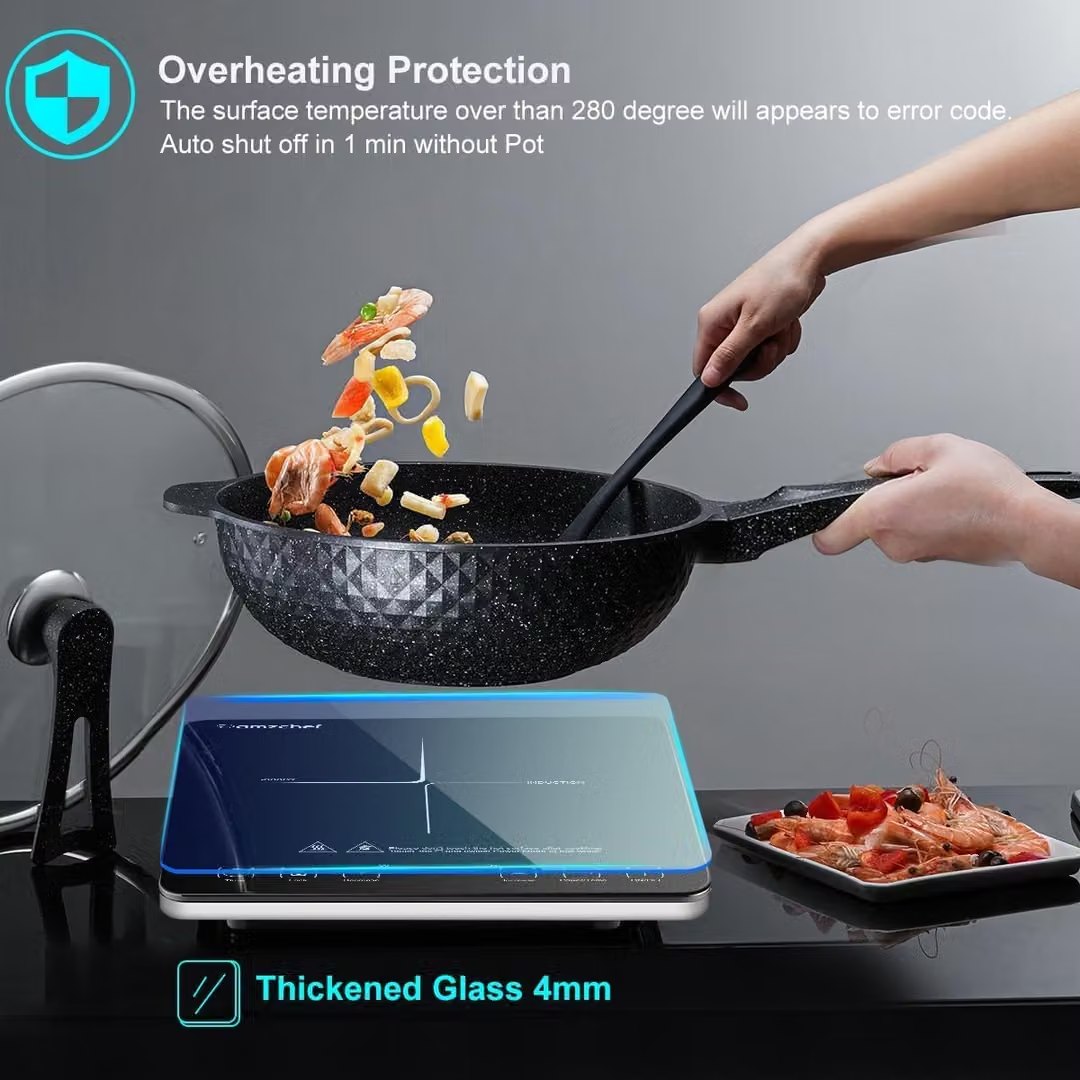 Overheating Protection
The surface temperature over than 280 degree will appears to error code.
Auto shut off in 1 min without Pot
amzchef
INDUCTION
Thickened Glass 4mm